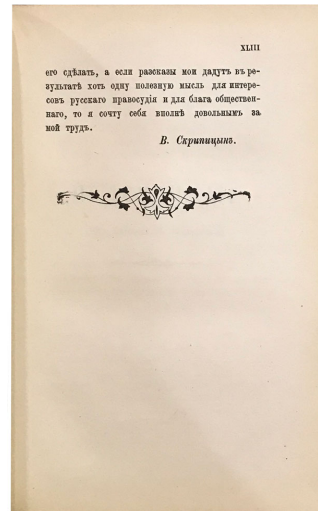 XLIII
его сдѣлать, а если разсказы мои дадутъ въ ре-
зультатѣ хоть одну полезную мысль для интере-
совъ русскаго правосудія и для блага обществен-
наго, то я сочту себя вполнѣ довольнымъ за
мой трудъ.
В. Скрипицынъ.